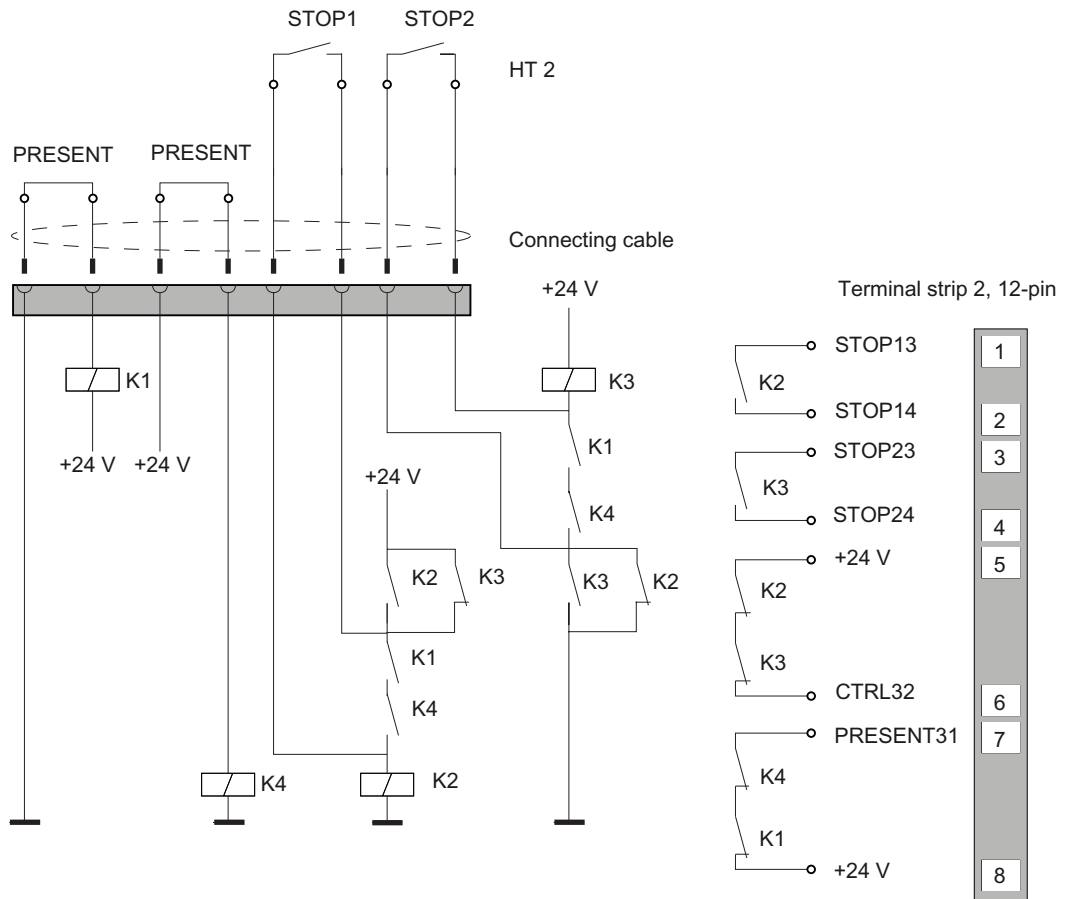 STOP1 STOP2
HT 2
PRESENT PRESENT
Connecting cable
+24 V
Terminal strip 2, 12-pin
K1
+24 V +24 V
K3
K1
K4
+24 V
K2 K3
K3 K2
K1
K4
K4
K2
STOP13 1
K2
STOP14 2
STOP23 3
K3
STOP24 4
+24 V 5
K2
K3
CTRL32 6
PRESENT31 7
K4
K1
+24 V 8